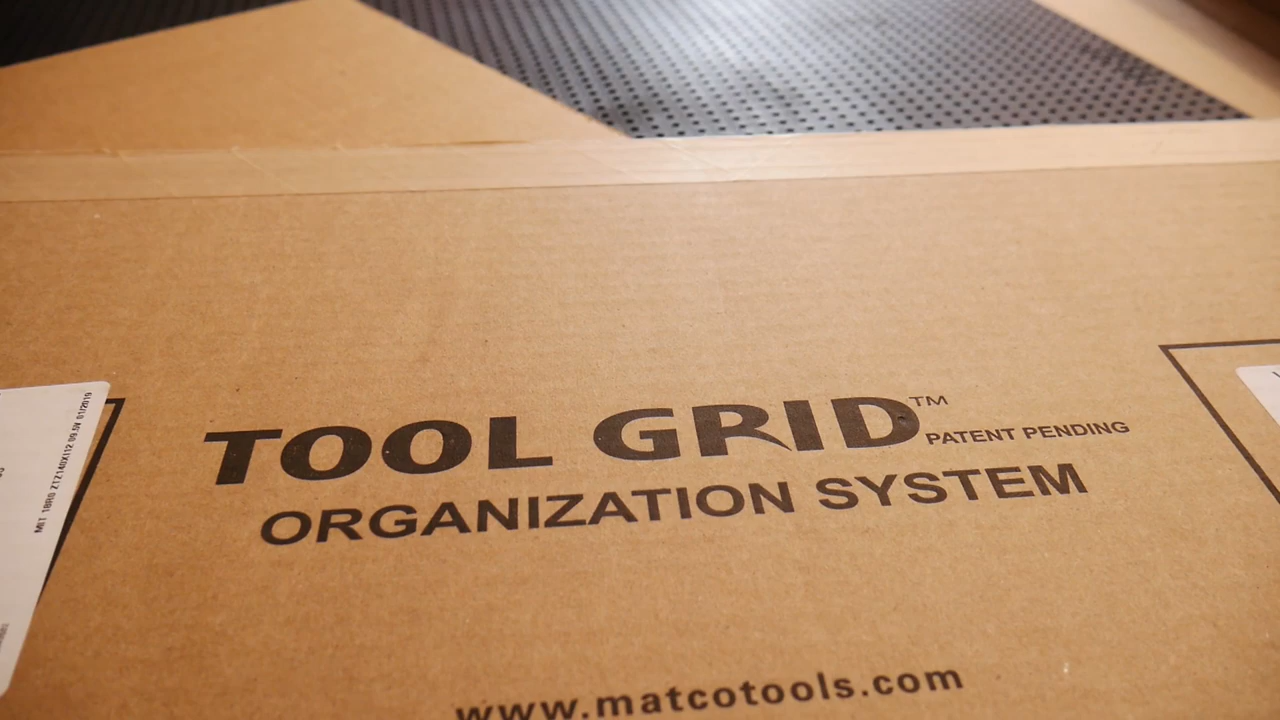 TOOL GRID™ PATENT PENDING
ORGANIZATION SYSTEM
www.matcotools.com